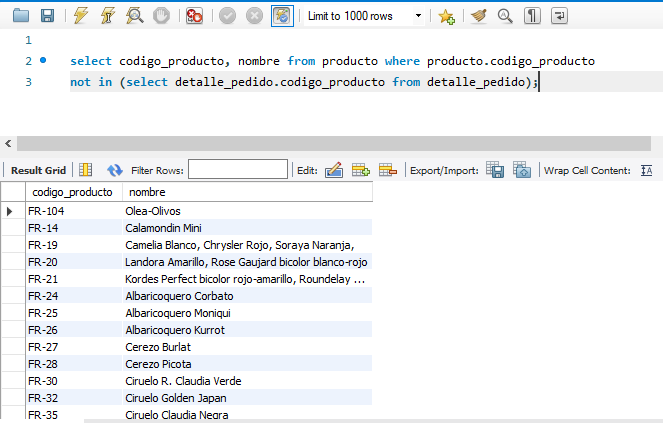 Limit to 1000 rows
1
2 select codigo_producto, nombre from producto where producto.codigo_producto
3 not in (select detalle_pedido.codigo_producto from detalle_pedido);
Result Grid Filter Rows: Edit: Export/Import: Wrap Cell Content: IA
codigo_producto nombre
FR-104 Olea-Olivos
FR-14 Calamondin Mini
FR-19 Camelia Blanco, Chrysler Rojo, Soraya Naranja,
FR-20 Landora Amarillo, Rose Gaujard bicolor blanco-rojo
FR-21 Kordes Perfect bicolor rojo-amarillo, Roundelay ...
FR-24 Albaricoquero Corbato
FR-25 Albaricoquero Moniqui
FR-26 Albaricoquero Kurrot
FR-27 Cerezo Burlat
FR-28 Cerezo Picota
FR-30 Ciruelo R. Claudia Verde
FR-32 Ciruelo Golden Japan
FR-35 Ciruelo Claudia Negra